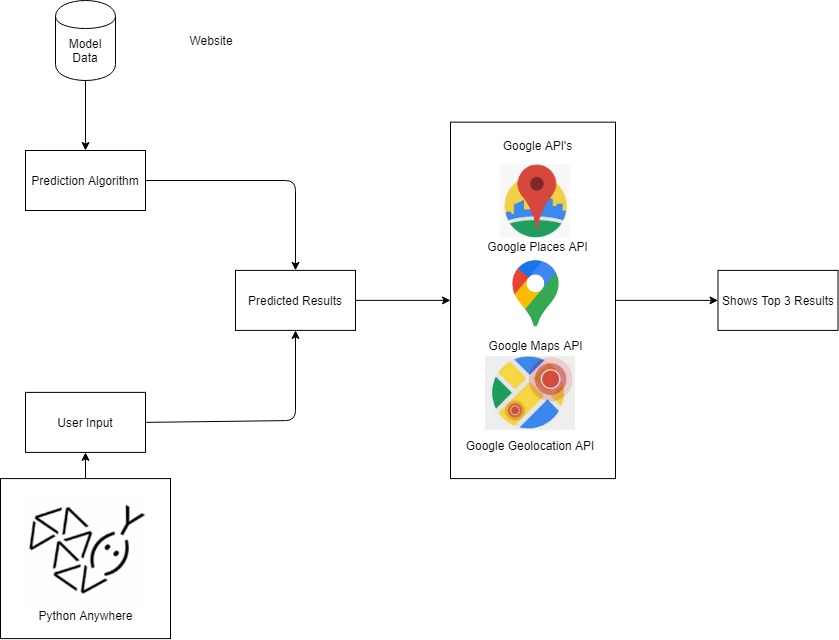 Model
Data
Website
Prediction Algorithm
Google API's
Google Places API
Predicted Results
Shows Top 3 Results
Google Maps API
User Input
Google Geolocation API
Python Anywhere